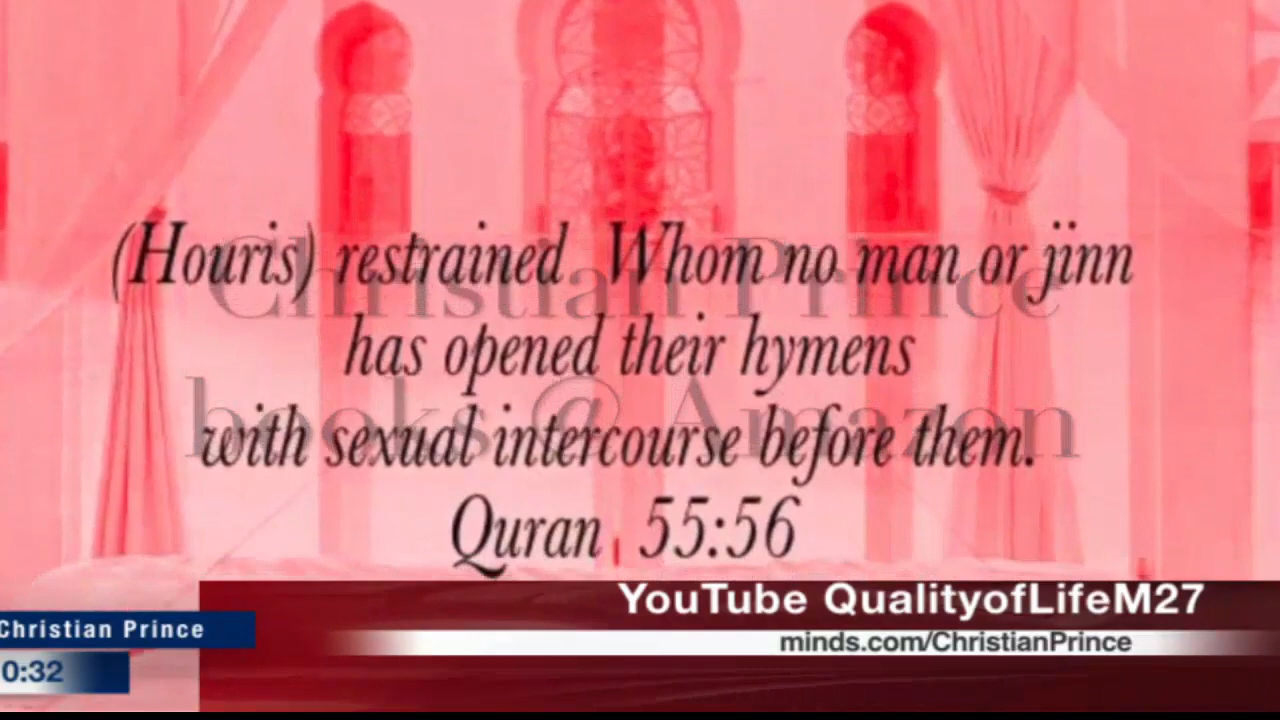 (Houris) restrained Whom no man or jinn
Christian Prince
has opened their hymens
books @ Amazon
with sexual intercourse before them.
Quran 55:56
YouTube QualityofLifeM27
Christian Prince
minds.com/ChristianPrince
0:32